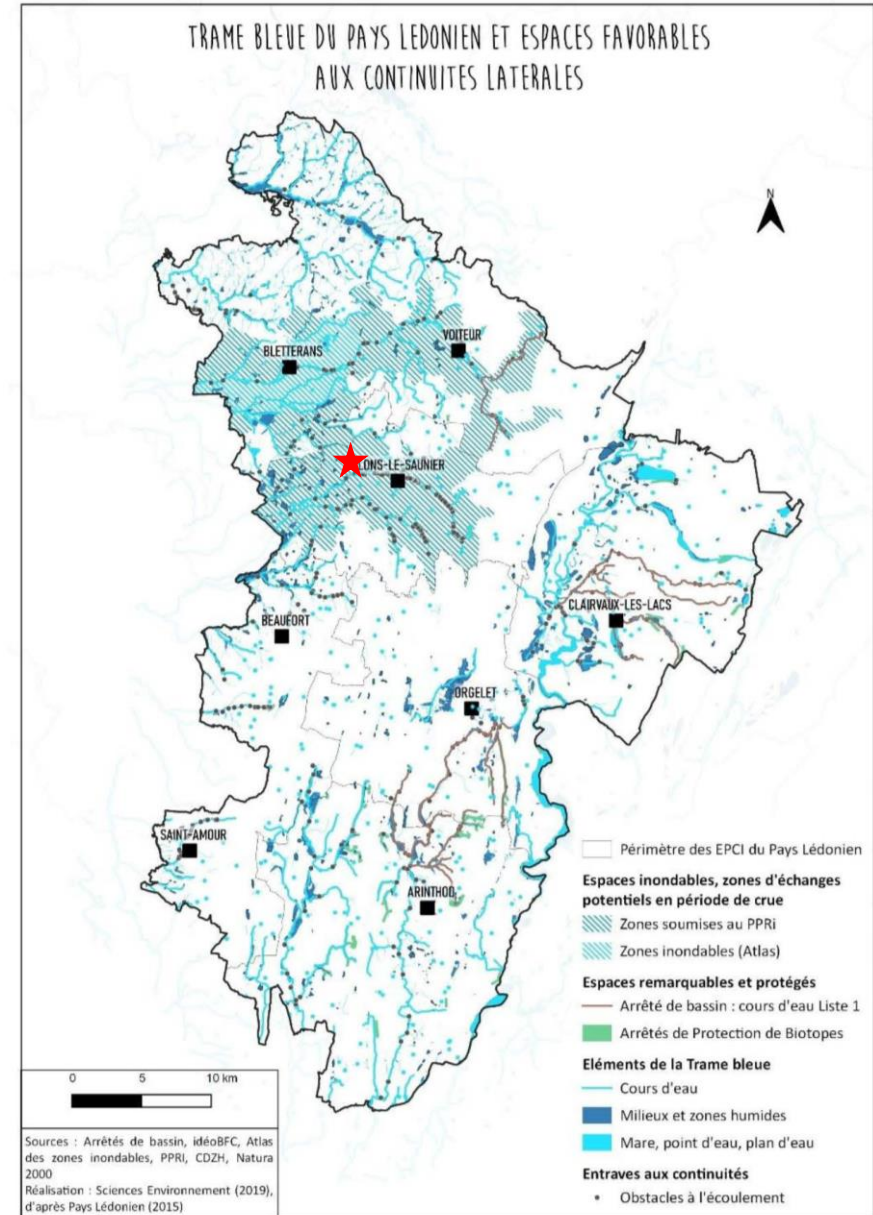 TRAME BLEUE DU PAYS LEDONIEN ET ESPACES FAVORABLES
AUX CONTINUITES LATERALES
N
VOITEUR
BLETTERANS
LONS-LE-SAUNIER
CLAIRVAUX-LES-LACS
BEAUFORT
ORGELET
SAINT-AMOUR
ARINTHOD
Périmètre des EPCI du Pays Lédonien
Espaces inondables, zones d'échanges
potentiels en période de crue
Zones soumises au PPRi
Zones inondables (Atlas)
Espaces remarquables et protégés
Arrêté de bassin : cours d'eau Liste 1
Arrêtés de Protection de Biotopes
Eléments de la Trame bleue
Cours d'eau
Milieux et zones humides
Mare, point d'eau, plan d'eau
Entraves aux continuités
Obstacles à l'écoulement
0 5 10 km
Sources : Arrêtés de bassin, idéoBFC, Atlas
des zones inondables, PPRI, CDZH, Natura
2000
Réalisation : Sciences Environnement (2019),
d'après Pays Lédonien (2015)